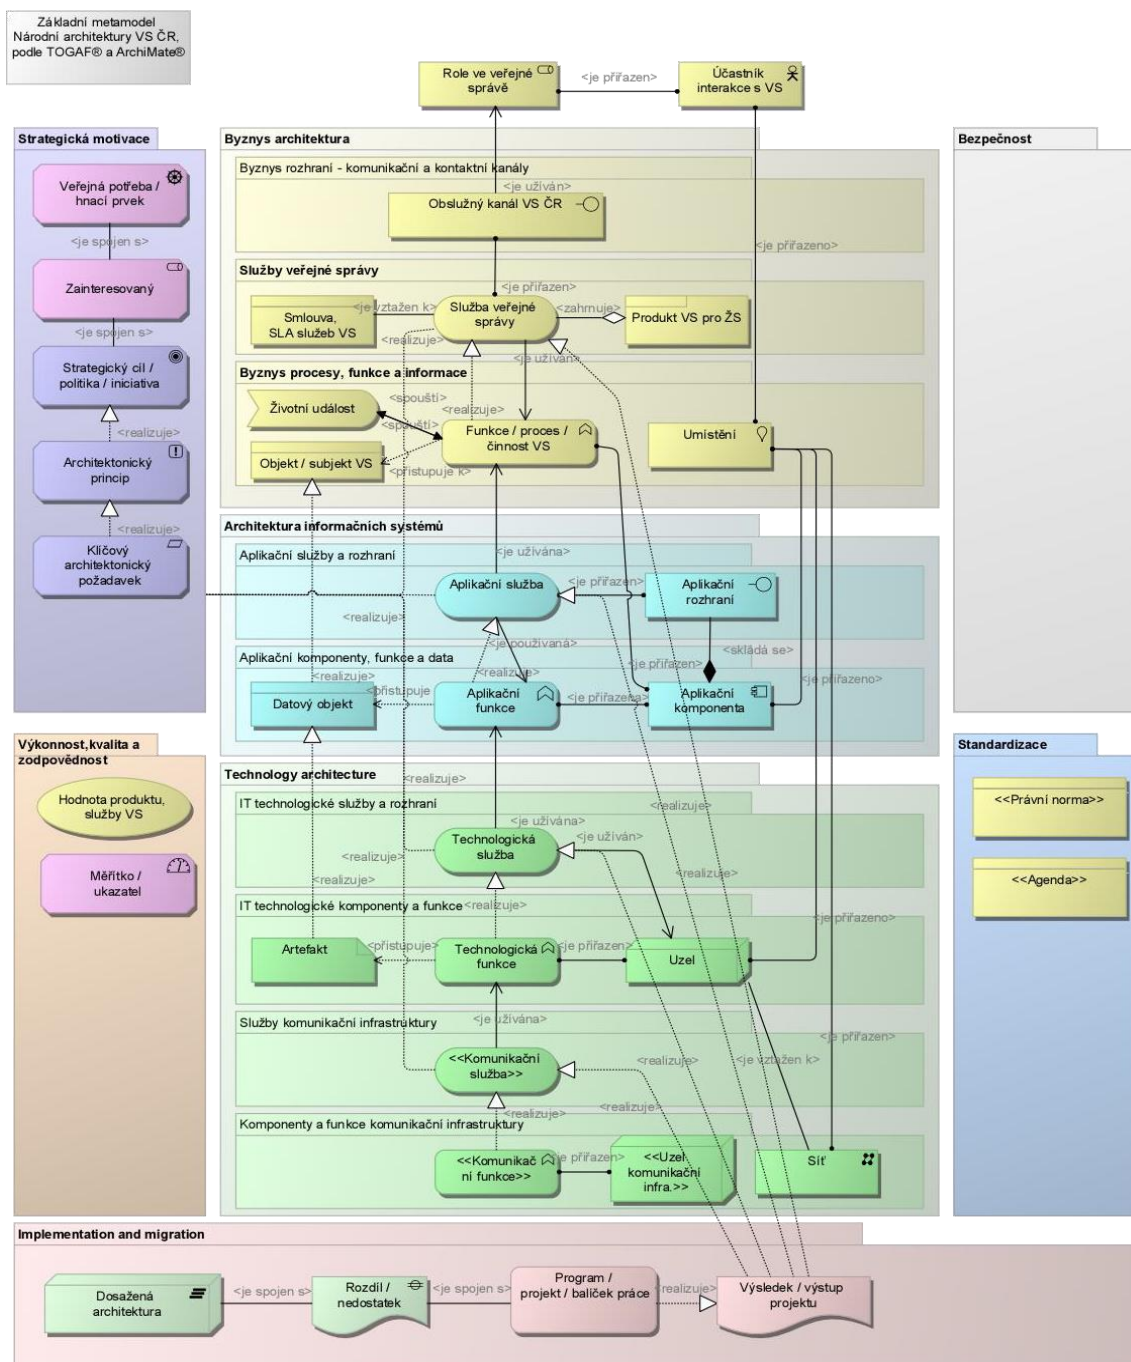 Základní metamodel
Národní architektury VS ČR,
podle TOGAF® a ArchiMate®
Role ve veřejné
správě
<je přiřazen>
Účastník
interakce s VS
Strategická motivace
Veřejná potřeba /
hnací prvek
<je spojen s>
Zainteresovaný
<je spojen s>
Strategický cíl /
politika / iniciativa
<realizuje>
Architektonický
princip
<realizuje>
Klíčový
architektonický
požadavek
Byznys architektura
Byznys rozhraní - komunikační a kontaktní kanály
<je užíván>
Obslužný kanál VS ČR
<je přiřazeno>
Služby veřejné správy
<je přiřazen>
Smlouva,
SLA služeb VS
<je vztažen k>
Služba veřejné
správy
<zahrnuje>
Produkt VS pro ŽS
<realizuje>
<je užíván>
Byznys procesy, funkce a informace
Životní událost
<spouští>
<realizuje>
<spouští>
Funkce / proces /
činnost VS
Umístění
Objekt / subjekt VS
<přistupuje k>
Architektura informačních systémů
Aplikační služby a rozhraní
<je užívána>
Aplikační služba
<je přiřazen>
Aplikační
rozhraní
<realizuje>
<je používaná>
<skládá se>
Aplikační komponenty, funkce a data
<realizuje>
<realizuje>
<je přiřazen>
<je přiřazeno>
Datový objekt
<přistupuje
Aplikační
funkce
<je přiřazena>
Aplikační
komponenta
Bezpečnost
Výkonnost,kvalita a
zodpovědnost
Hodnota produktu,
služby VS
Měřítko /
ukazatel
Technology architecture
<realizuje>
IT technologické služby a rozhraní
<realizuje>
<je užívána>
<je užíván>
Technologická
služba
<realizuje>
<realizuje>
<realizuje>
IT technologické komponenty a funkce
<realizuje>
<je přiřazeno>
Artefakt
<přistupuje>
Technologická
funkce
<je přiřazen>
Uzel
Služby komunikační infrastruktury
<je užívána>
<je přiřazen>
<<Komunikační
služba>>
<realizuje>
<je vztažen k>
<realizuje>
<realizuje>
Komponenty a funkce komunikační infrastruktury
<<Komunikač
ní funkce>>
je přiřazen>
<<Uzel
komunikační
infra.>>
Síť
Standardizace
<<Právní norma>>
<<Agenda>>
Implementation and migration
Dosažená
architektura
<je spojen s>
Rozdíl /
nedostatek
<je spojen s>
Program /
projekt / balíček práce
<realizuje>
Výsledek / výstup
projektu